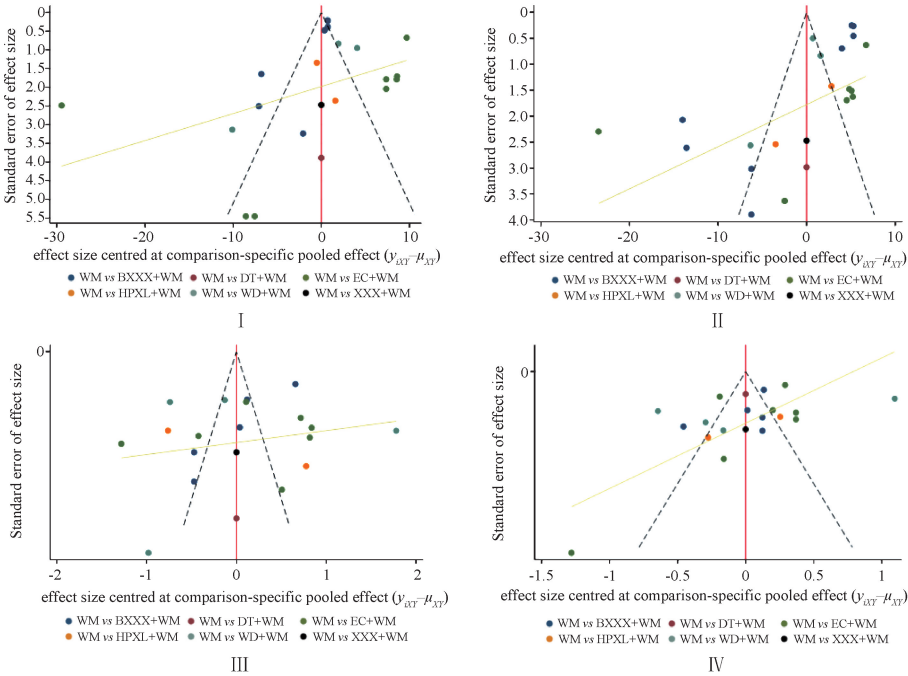 0
0.5
1.0
1.5
2.0
2.5
3.0
3.5
4.0
4.5
5.0
5.5
Standard error of effect size
-30 -20 -10 0 10
effect size centred at comparison-specific pooled effect (yiXY–μXY)
WM vs BXXX+WM WM vs DT+WM WM vs EC+WM
WM vs HPXL+WM WM vs WD+WM WM vs XXX+WM
I
0
0.5
1.0
1.5
2.0
2.5
3.0
3.5
4.0
Standard error of effect size
-30 -20 -10 0 10
effect size centred at comparison-specific pooled effect (yiXY–μXY)
WM vs BXXX+WM WM vs DT+WM WM vs EC+WM
WM vs HPXL+WM WM vs WD+WM WM vs XXX+WM
II
0
Standard error of effect size
-2 -1 0 1 2
effect size centred at comparison-specific pooled effect (yiXY–μXY)
WM vs BXXX+WM WM vs DT+WM WM vs EC+WM
WM vs HPXL+WM WM vs WD+WM WM vs XXX+WM
III
0
Standard error of effect size
-1.5 -1 -0.5 0 0.5 1
effect size centred at comparison-specific pooled effect (yiXY–μXY)
WM vs BXXX+WM WM vs DT+WM WM vs EC+WM
WM vs HPXL+WM WM vs WD+WM WM vs XXX+WM
IV